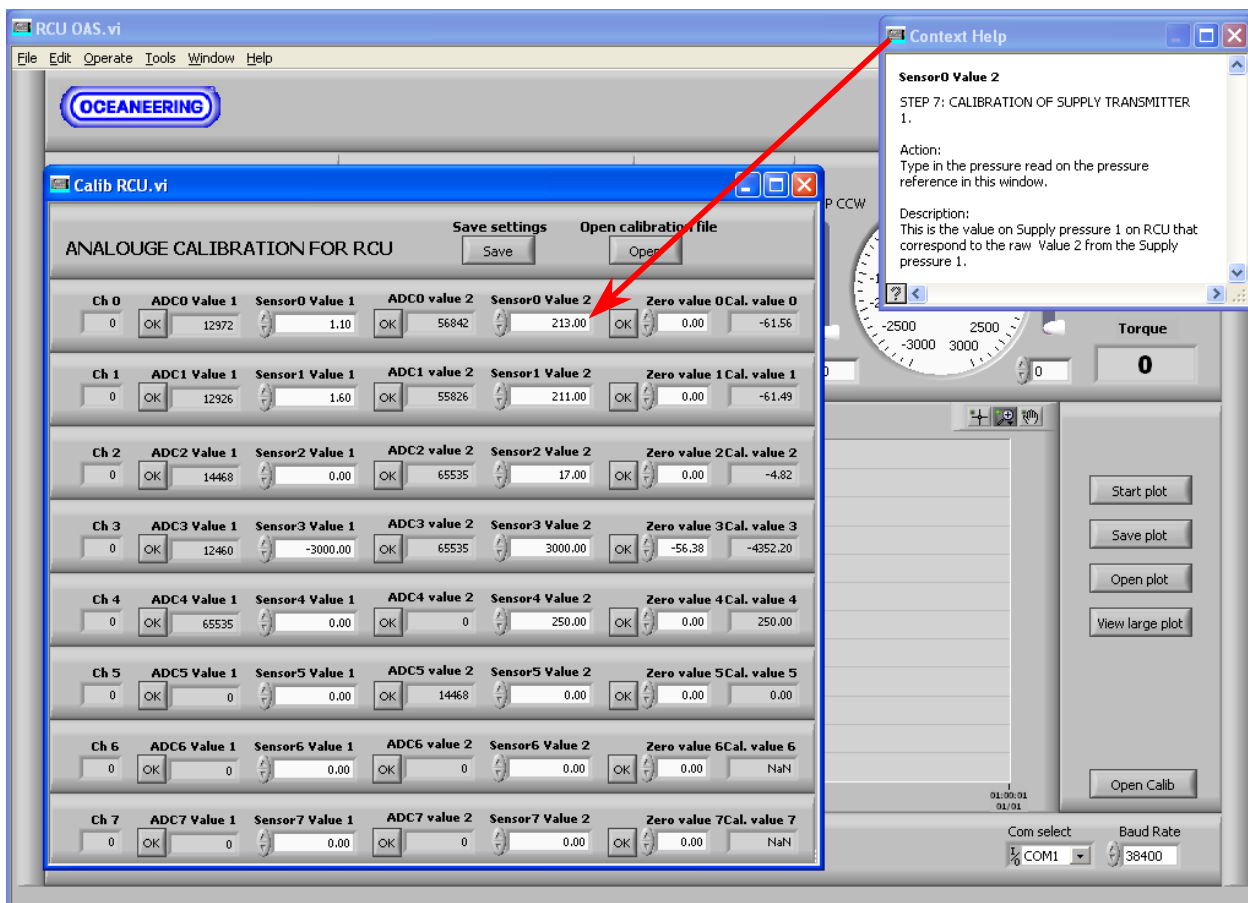 RCU OAS.vi
File Edit Operate Tools Window Help
OCEANEERING
Context Help
Sensor0 Value 2
STEP 7: CALIBRATION OF SUPPLY TRANSMITTER
1.
Action:
Type in the pressure read on the pressure
reference in this window.
Description:
This is the value on Supply pressure 1 on RCU that
correspond to the raw Value 2 from the Supply
pressure 1.
?
Calib RCU.vi
Save settings Open calibration file
ANALOUGE CALIBRATION FOR RCU Save Open
Ch 0 ADC0 Value 1 Sensor0 Value 1 ADC0 value 2 Sensor0 Value 2 Zero value 0 Cal. value 0
0 OK 12972 1.10 OK 56842 213.00 OK 0.00 -61.56
Ch 1 ADC1 Value 1 Sensor1 Value 1 ADC1 value 2 Sensor1 Value 2 Zero value 1 Cal. value 1
0 OK 12926 1.60 OK 55826 211.00 OK 0.00 -61.49
Ch 2 ADC2 Value 1 Sensor2 Value 1 ADC2 value 2 Sensor2 Value 2 Zero value 2 Cal. value 2
0 OK 14468 0.00 OK 65535 17.00 OK 0.00 -4.82
Ch 3 ADC3 Value 1 Sensor3 Value 1 ADC3 value 2 Sensor3 Value 2 Zero value 3 Cal. value 3
0 OK 12460 -3000.00 OK 65535 3000.00 OK -56.38 -4352.20
Ch 4 ADC4 Value 1 Sensor4 Value 1 ADC4 value 2 Sensor4 Value 2 Zero value 4 Cal. value 4
0 OK 65535 0.00 OK 0 250.00 OK 0.00 250.00
Ch 5 ADC5 Value 1 Sensor5 Value 1 ADC5 value 2 Sensor5 Value 2 Zero value 5 Cal. value 5
0 OK 0 0.00 OK 14468 0.00 OK 0.00 0.00
Ch 6 ADC6 Value 1 Sensor6 Value 1 ADC6 value 2 Sensor6 Value 2 Zero value 6 Cal. value 6
0 OK 0 0.00 OK 0 0.00 OK 0.00 NaN
Ch 7 ADC7 Value 1 Sensor7 Value 1 ADC7 value 2 Sensor7 Value 2 Zero value 7 Cal. value 7
0 OK 0 0.00 OK 0 0.00 OK 0.00 NaN
P CCW
-2500 2500
-3000 3000
0
Torque
0
Start plot
Save plot
Open plot
View large plot
Open Calib
01:00:01
01/01
Com select Baud Rate
COM1 38400